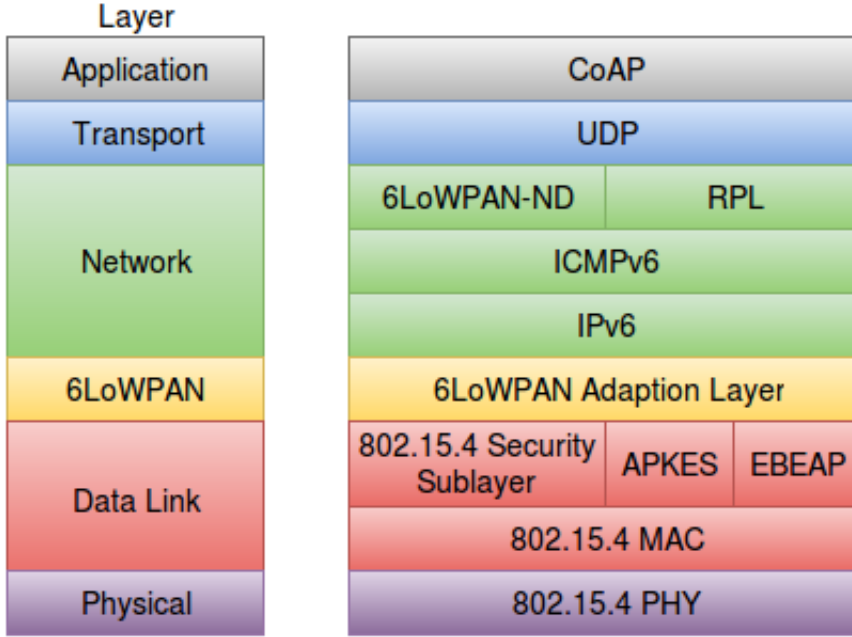 Layer
Application
CoAP
Transport
UDP
Network
6LoWPAN-ND
RPL
ICMPv6
IPv6
6LoWPAN
6LoWPAN Adaption Layer
Data Link
802.15.4 Security
Sublayer
APKES
EBEAP
802.15.4 MAC
Physical
802.15.4 PHY